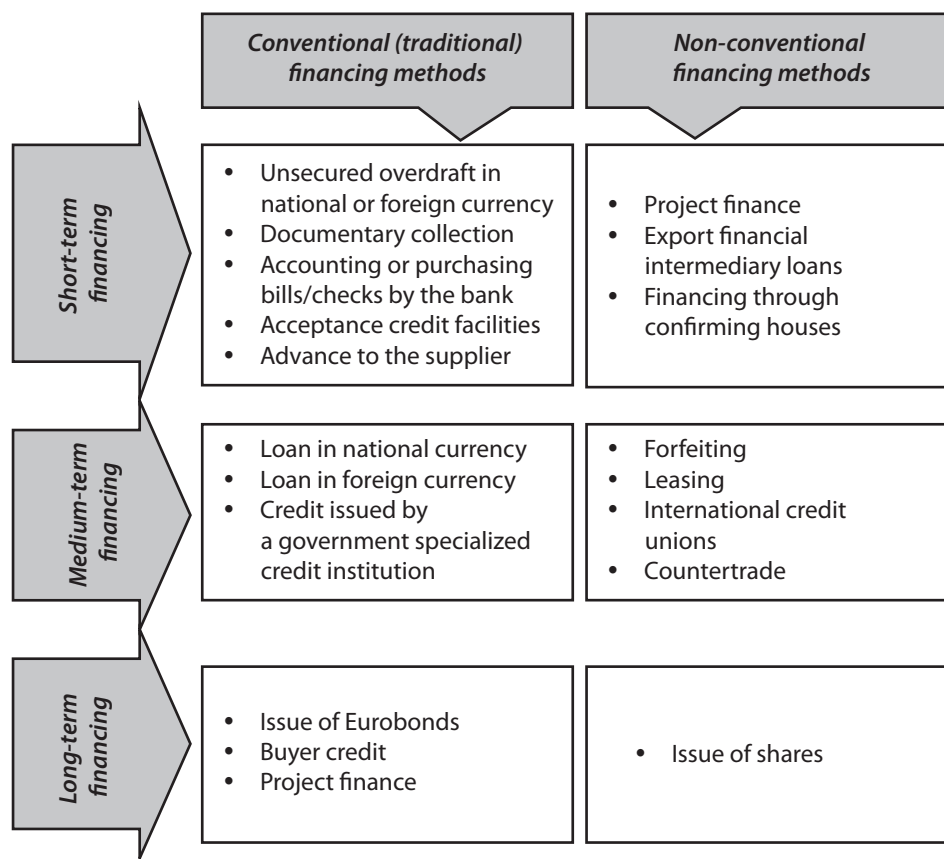 Conventional (traditional)
financing methods
Non-conventional
financing methods
Short-term
financing
• Unsecured overdraft in
national or foreign currency
• Documentary collection
• Accounting or purchasing
bills/checks by the bank
• Acceptance credit facilities
• Advance to the supplier
• Project finance
• Export financial
intermediary loans
• Financing through
confirming houses
Medium-term
financing
• Loan in national currency
• Loan in foreign currency
• Credit issued by
a government specialized
credit institution
• Forfeiting
• Leasing
• International credit
unions
• Countertrade
Long-term
financing
• Issue of Eurobonds
• Buyer credit
• Project finance
• Issue of shares